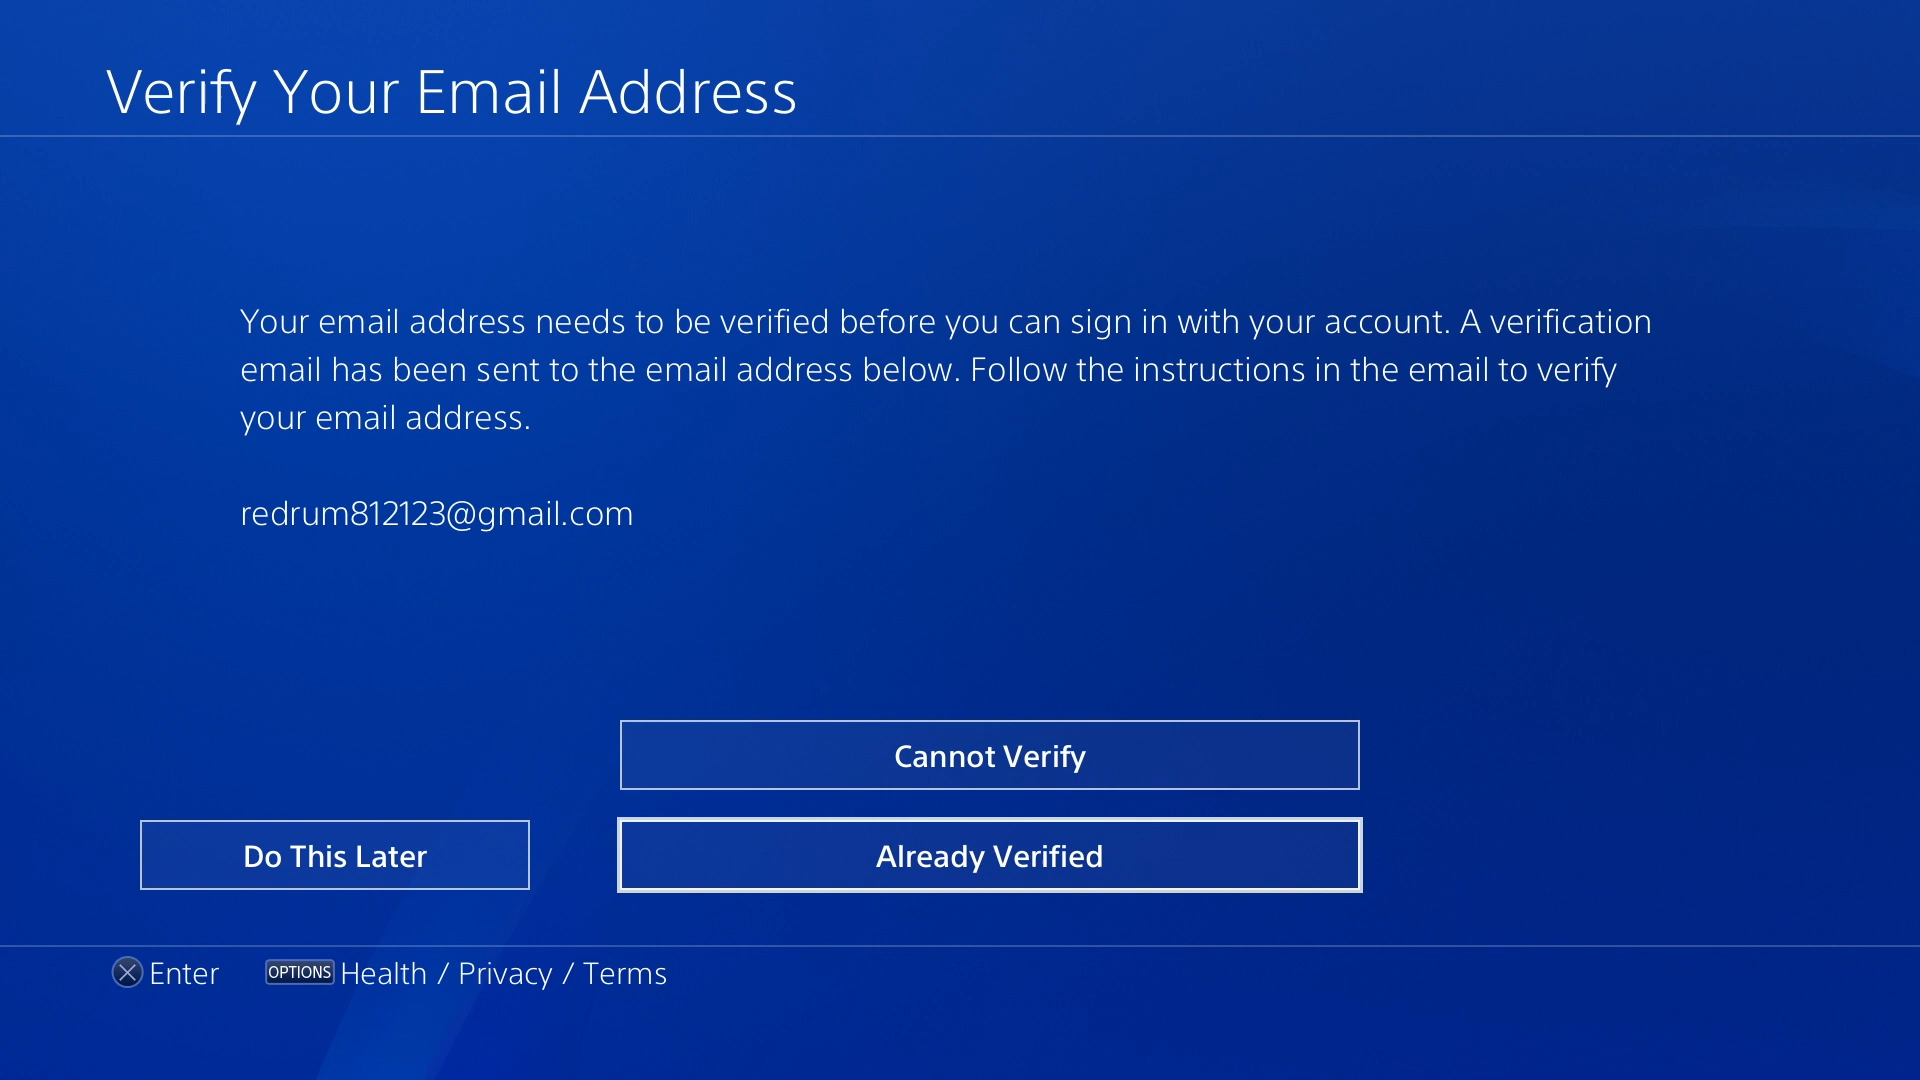 Verify Your Email Address
Your email address needs to be verified before you can sign in with your account. A verification
email has been sent to the email address below. Follow the instructions in the email to verify
your email address.
redrum812123@gmail.com
Cannot Verify
Do This Later
Already Verified
Enter
OPTIONS Health / Privacy / Terms